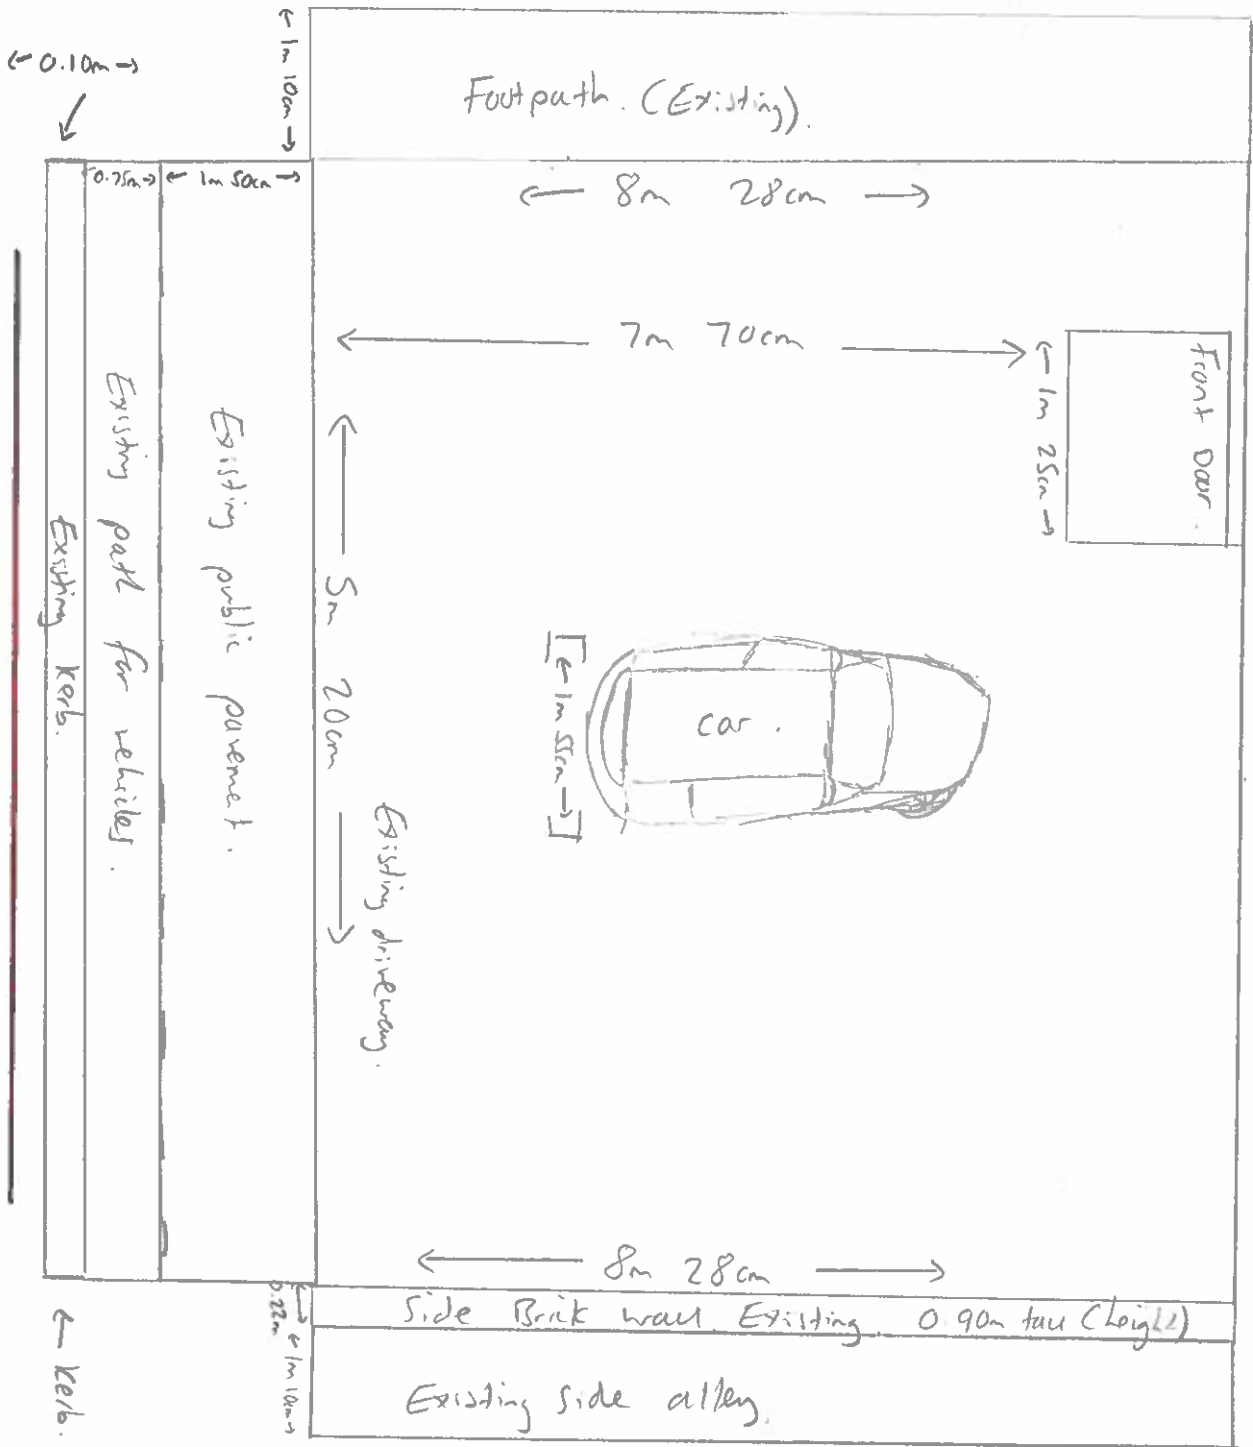 ← 1m 10cm →
Footpath. (Existing).
← 0.10m →
0.75m →
← 1m 50cm →
← 8m 28cm →
← 7m 70cm →
← 1m 25cm →
Front Door.
Existing Kerb.
Existing path for vehicles.
Existing public pavement.
← 5m 20cm →
Existing driveway.
← 1m 55cm →
car.
← 8m 28cm →
0.22m
Side Brick wall Existing. 0.90m tall (height)
← 1m 10cm →
Existing side alley.
← Kerb.